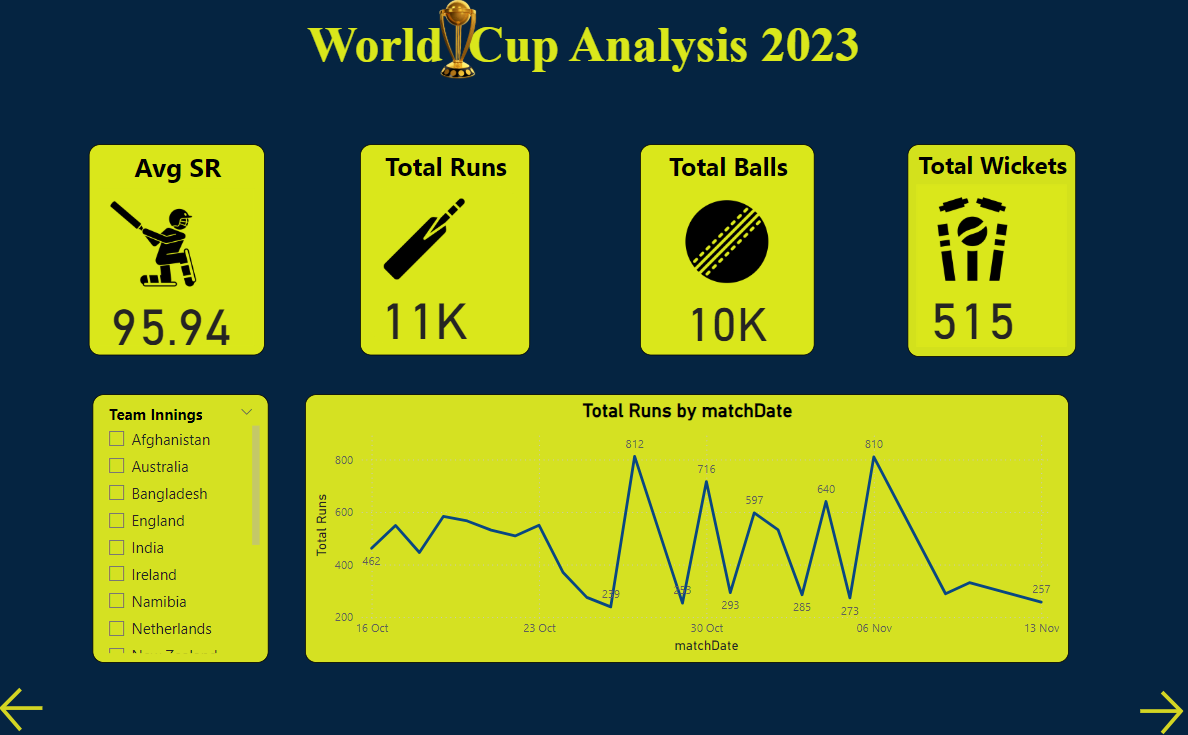 World Cup Analysis 2023
Avg SR
95.94
Total Runs
11K
Total Balls
10K
Total Wickets
515
Team Innings
Afghanistan
Australia
Bangladesh
England
India
Ireland
Namibia
Netherlands
New Zealand
Total Runs by matchDate
Total Runs
800
600
400
200
462
239
812
253
716
293
597
285
640
273
810
257
16 Oct
23 Oct
30 Oct
06 Nov
13 Nov
matchDate